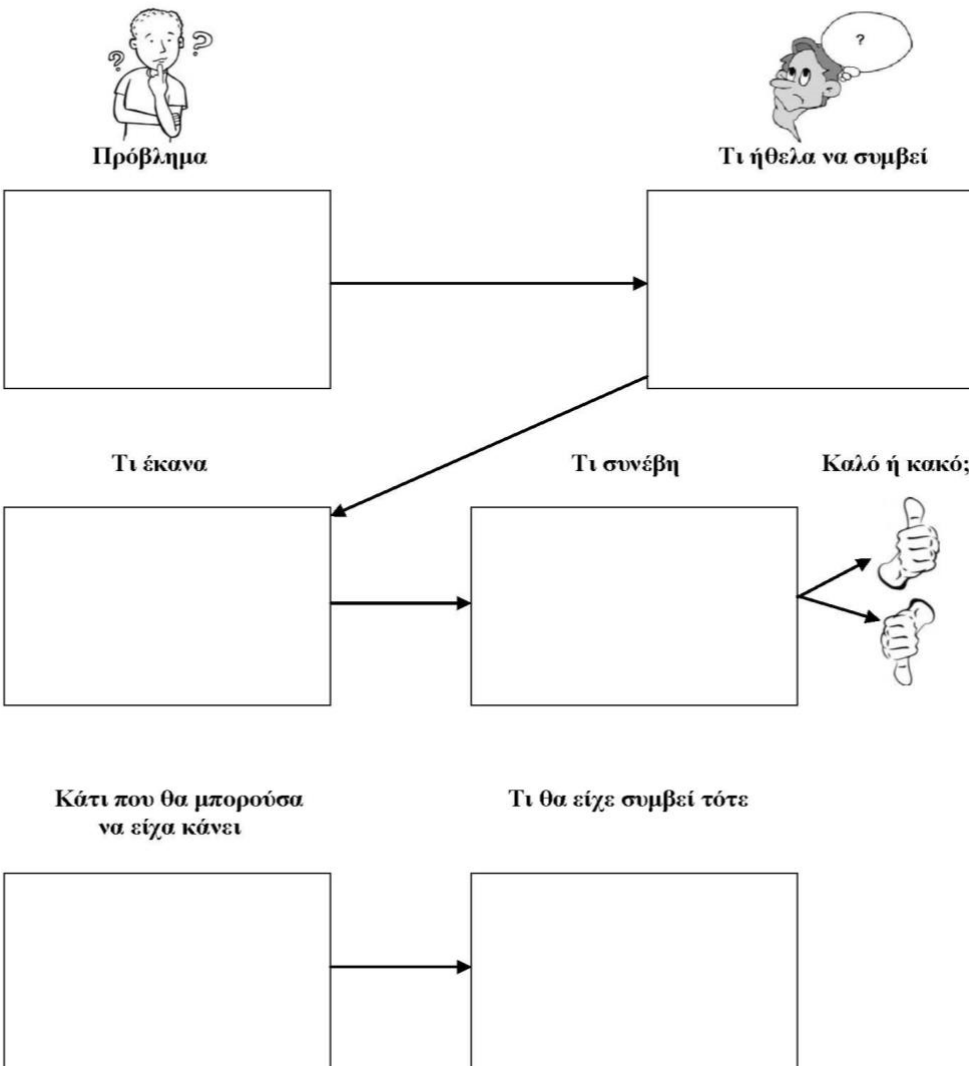 ? ?
?
Πρόβλημα
Τι ήθελα να συμβεί
Τι έκανα
Τι συνέβη
Καλό ή κακό;
Κάτι που θα μπορούσα
να είχα κάνει
Τι θα είχε συμβεί τότε